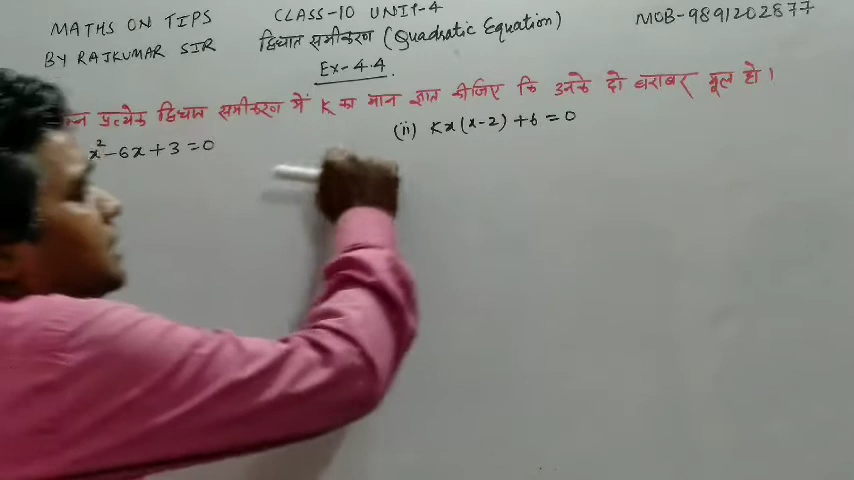 MATHS ON TIPS
BY RAJKUMAR SIR
CLASS-10 UNIT-4
द्विघात समीकरण (Quadratic Equation)
MOB-9891202877
Ex-4.4
प्रत्येक द्विघात समीकरण में K का मान ज्ञात कीजिए कि उनके दो बराबर मूल हो।
x²-6x+3=0
(ii) Kx(x-2)+6=0